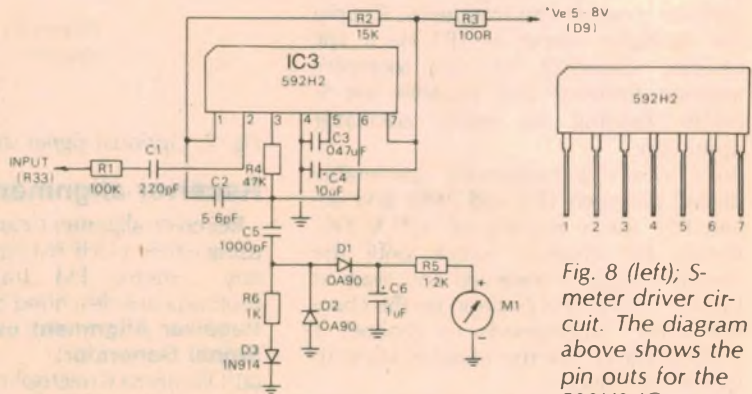 R2
15K
R3
100R
+Ve 5-8V
(D9)
IC3
592H2
1 2 3 4 5 6 7
INPUT
(R33)
R1
100K
C1
220pF
R4
47K
C3
047uF
+C4
10uF
C2
5·6pF
C5
1000pF
D1
OA90
R5
1·2K
R6
1K
D2
OA90
+C6
1uF
+
M1
−
D3
1N914
592H2
1 2 3 4 5 6 7
Fig. 8 (left); S-
meter driver cir-
cuit. The diagram
above shows the
pin outs for the